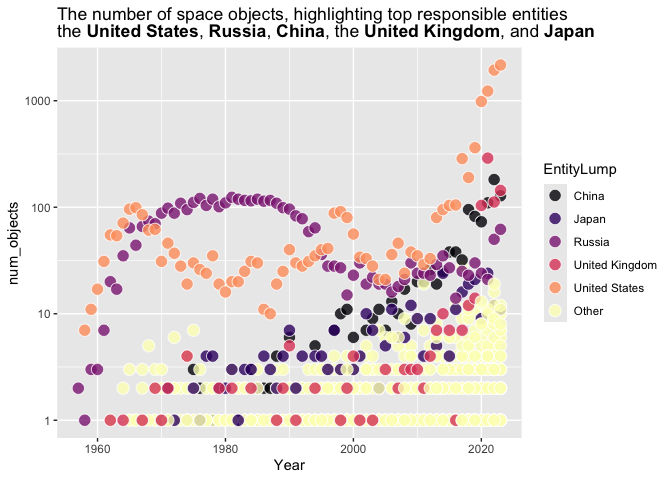 The number of space objects, highlighting top responsible entities
the United States, Russia, China, the United Kingdom, and Japan
num_objects
1000
100
10
1
1960
1980
2000
2020
Year
EntityLump
China
Japan
Russia
United Kingdom
United States
Other